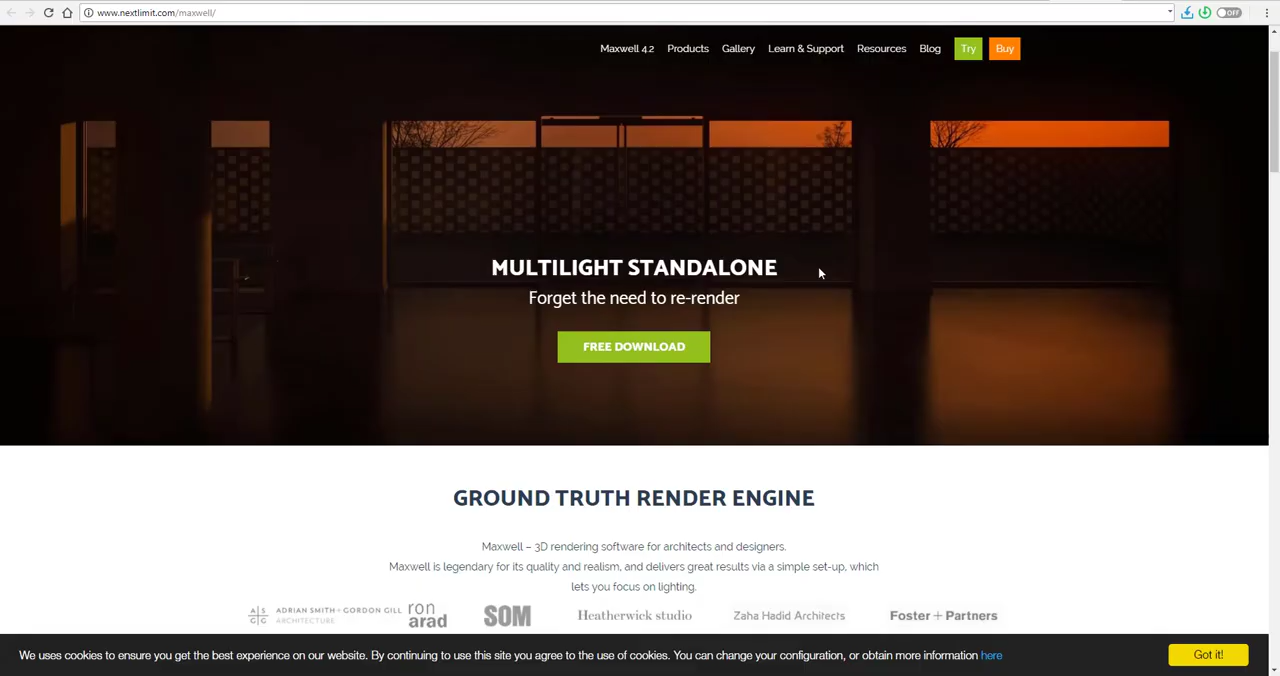 www.nextlimit.com/maxwell/
OFF
Maxwell 4.2 Products Gallery Learn & Support Resources Blog Try Buy
MULTILIGHT STANDALONE
Forget the need to re-render
FREE DOWNLOAD
GROUND TRUTH RENDER ENGINE
Maxwell – 3D rendering software for architects and designers.
Maxwell is legendary for its quality and realism, and delivers great results via a simple set-up, which
lets you focus on lighting.
AS GG ADRIAN SMITH + GORDON GILL ARCHITECTURE ron arad SOM Heatherwick studio Zaha Hadid Architects Foster + Partners
We uses cookies to ensure you get the best experience on our website. By continuing to use this site you agree to the use of cookies. You can change your configuration, or obtain more information here Got it!